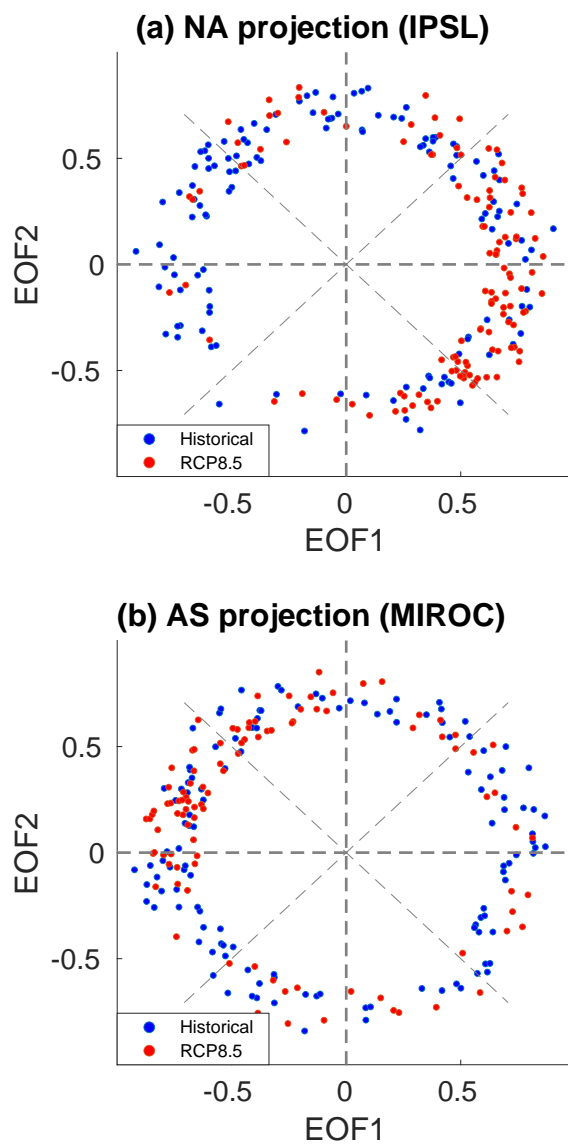 (a) NA projection (IPSL)
EOF2
0.5
0
-0.5
Historical
RCP8.5
-0.5
0
0.5
EOF1
(b) AS projection (MIROC)
EOF2
0.5
0
-0.5
Historical
RCP8.5
-0.5
0
0.5
EOF1